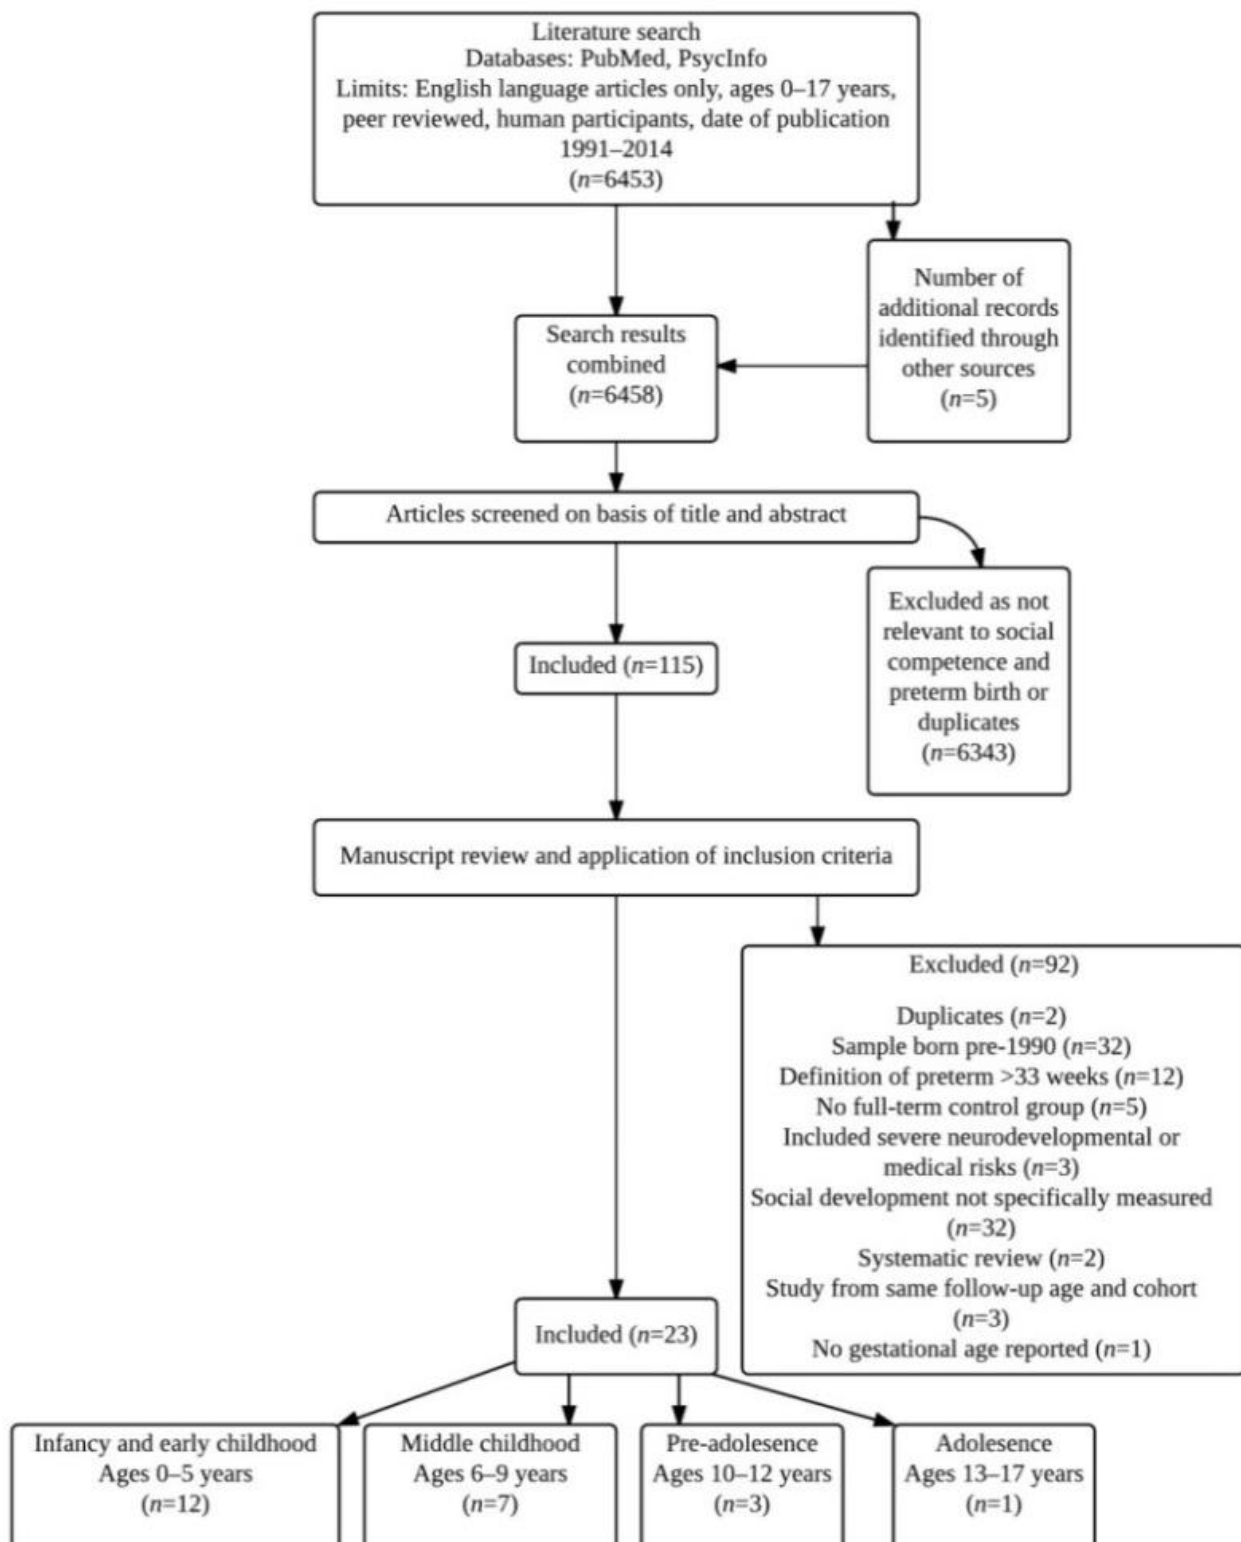 Literature search
Databases: PubMed, PsycInfo
Limits: English language articles only, ages 0–17 years,
peer reviewed, human participants, date of publication
1991–2014
(n=6453)
Number of
additional records
identified through
other sources
(n=5)
Search results
combined
(n=6458)
Articles screened on basis of title and abstract
Excluded as not
relevant to social
competence and
preterm birth or
duplicates
(n=6343)
Included (n=115)
Manuscript review and application of inclusion criteria
Excluded (n=92)
Duplicates (n=2)
Sample born pre-1990 (n=32)
Definition of preterm >33 weeks (n=12)
No full-term control group (n=5)
Included severe neurodevelopmental or
medical risks (n=3)
Social development not specifically measured
(n=32)
Systematic review (n=2)
Study from same follow-up age and cohort
(n=3)
No gestational age reported (n=1)
Included (n=23)
Infancy and early childhood
Ages 0–5 years
(n=12)
Middle childhood
Ages 6–9 years
(n=7)
Pre-adolesence
Ages 10–12 years
(n=3)
Adolesence
Ages 13–17 years
(n=1)